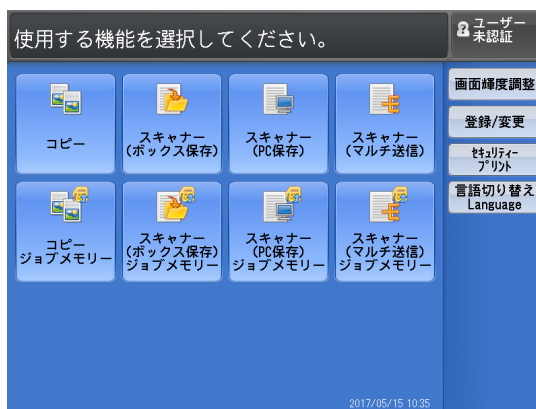 使用する機能を選択してください。
ユーザー
未認証
コピー
スキャナー
(ボックス保存)
スキャナー
(PC保存)
スキャナー
(マルチ送信)
コピー
ジョブメモリー
スキャナー
(ボックス保存)
ジョブメモリー
スキャナー
(PC保存)
ジョブメモリー
スキャナー
(マルチ送信)
ジョブメモリー
画面輝度調整
登録/変更
セキュリティー
プリント
言語切り替え
Language
2017/05/15 10:35